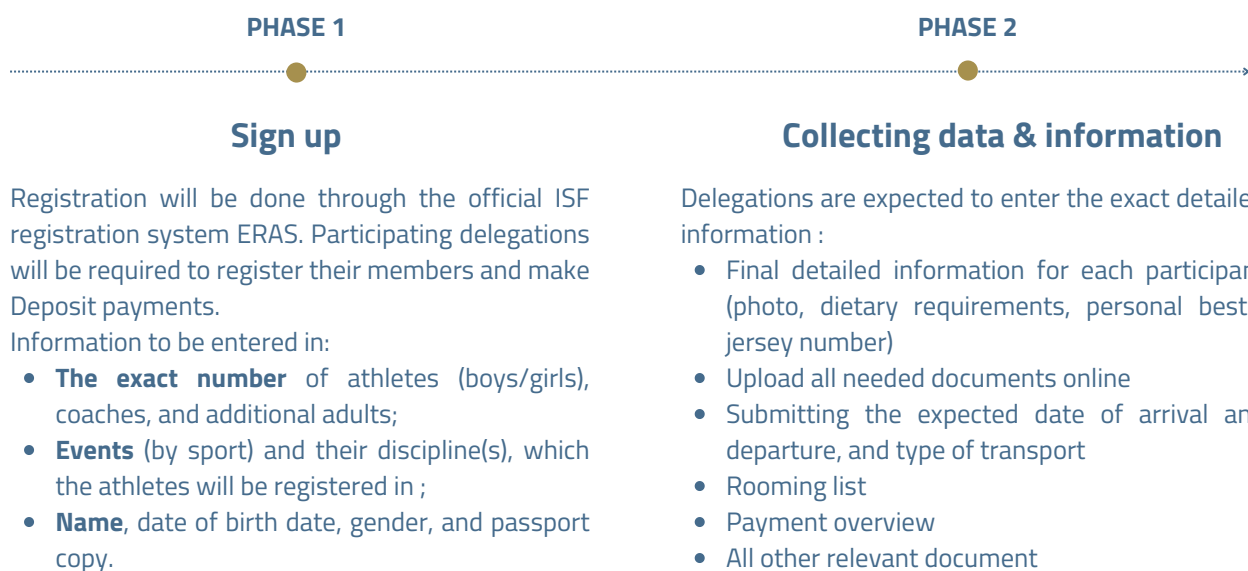 PHASE 1
Sign up
Registration will be done through the official ISF
registration system ERAS. Participating delegations
will be required to register their members and make
Deposit payments.
Information to be entered in:
• The exact number of athletes (boys/girls),
coaches, and additional adults;
• Events (by sport) and their discipline(s), which
the athletes will be registered in ;
• Name, date of birth date, gender, and passport
copy.
PHASE 2
Collecting data & information
Delegations are expected to enter the exact detaile
information :
• Final detailed information for each participan
(photo, dietary requirements, personal best
jersey number)
• Upload all needed documents online
• Submitting the expected date of arrival an
departure, and type of transport
• Rooming list
• Payment overview
• All other relevant document